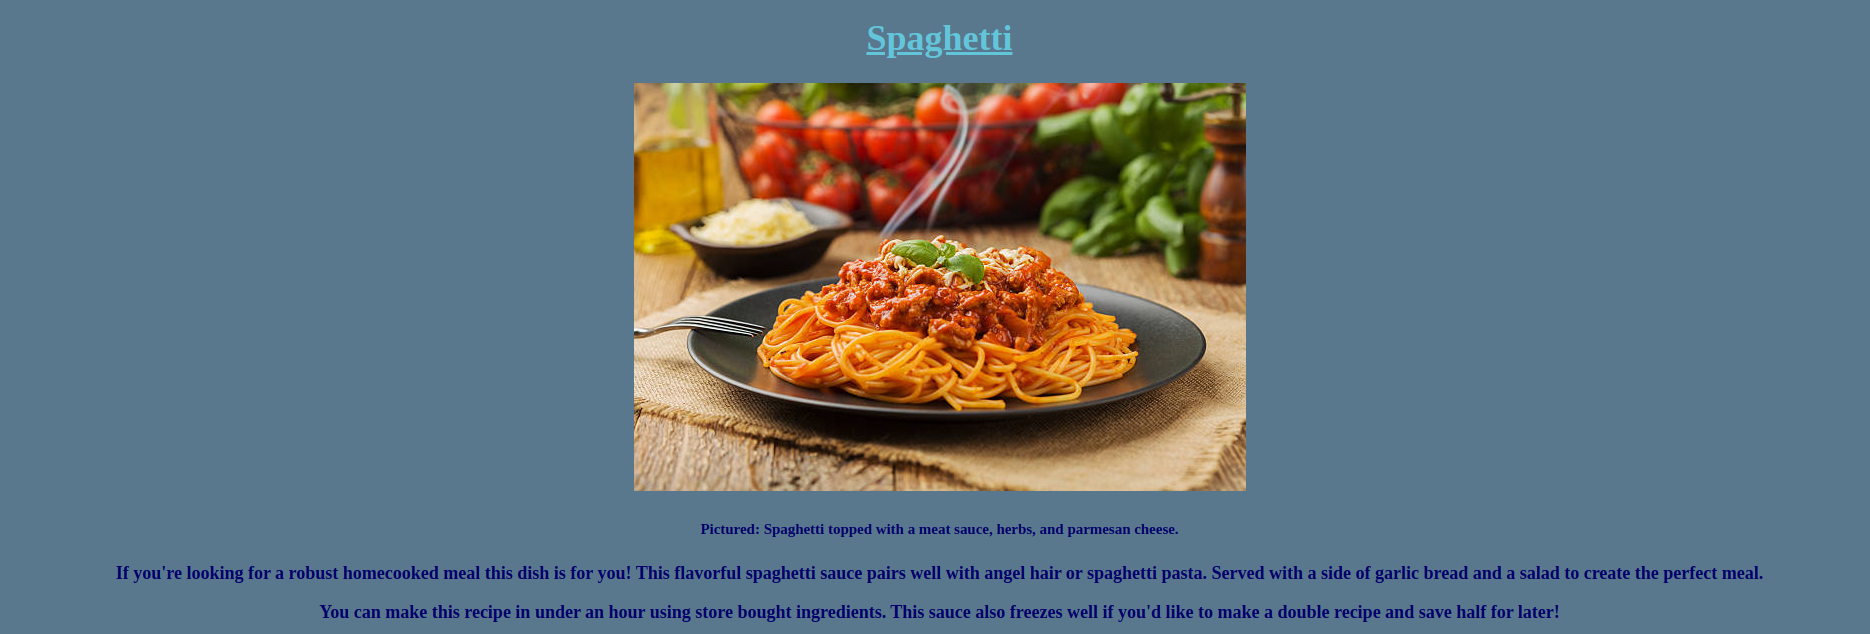 Spaghetti
Pictured: Spaghetti topped with a meat sauce, herbs, and parmesan cheese.
If you're looking for a robust homecooked meal this dish is for you! This flavorful spaghetti sauce pairs well with angel hair or spaghetti pasta. Served with a side of garlic bread and a salad to create the perfect meal.
You can make this recipe in under an hour using store bought ingredients. This sauce also freezes well if you'd like to make a double recipe and save half for later!